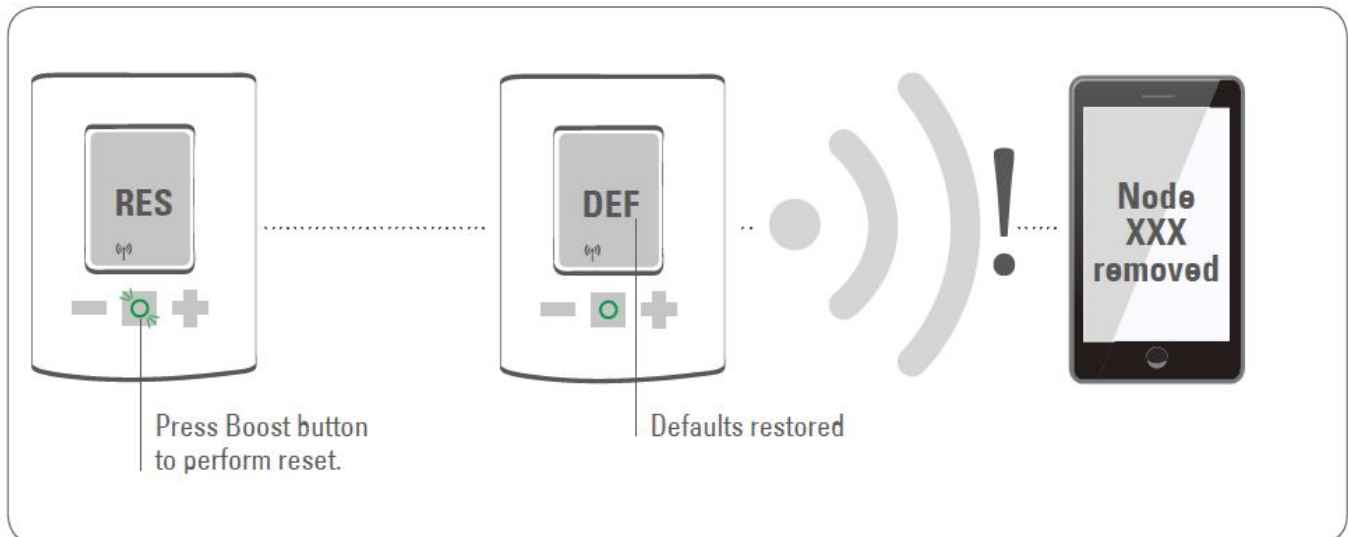 RES
Press Boost button
to perform reset.
DEF
Defaults restored
Node
XXX
removed